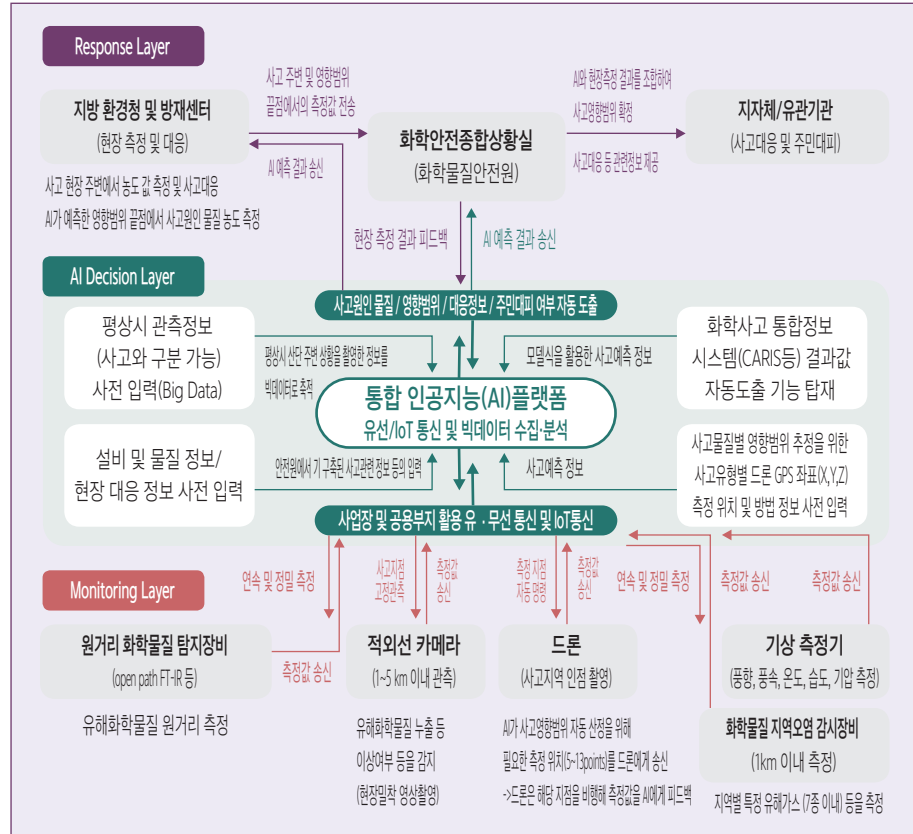 Response Layer
지방 환경청 및 방재센터
(현장 측정 및 대응)
사고 현장 주변에서 농도 값 측정 및 사고대응
AI가 예측한 영향범위 끝점에서 사고원인 물질 농도 측정
사고 주변 및 영향범위
끝점에서의 측정값 전송
AI 예측 결과 송신
화학안전종합상황실
(화학물질안전원)
AI와 현장측정 결과를 조합하여
사고영향범위 확정
사고대응 등 관련정보 제공
지자체/유관기관
(사고대응 및 주민대피)
현장 측정 결과 피드백
AI 예측 결과 송신
AI Decision Layer
사고원인 물질 / 영향범위 / 대응정보 / 주민대피 여부 자동 도출
평상시 관측정보
(사고와 구분 가능)
사전 입력(Big Data)
평상시 산단 주변 상황을 촬영한 정보를
빅데이터로 축적
모델식을 활용한 사고예측 정보
화학사고 통합정보
시스템(CARIS등) 결과값
자동도출 기능 탑재
통합 인공지능(AI)플랫폼
유선/IoT 통신 및 빅데이터 수집·분석
설비 및 물질 정보/
현장 대응 정보 사전 입력
안전원에서 기 구축된 사고관련 정보 등의 입력
사고예측 정보
사고물질별 영향범위 추정을 위한
사고유형별 드론 GPS 좌표(X,Y,Z)
측정 위치 및 방법 정보 사전 입력
사업장 및 공용부지 활용 유 · 무선 통신 및 IoT통신
Monitoring Layer
연속 및 정밀 측정
사고지점
고정관측
측정값
송신
측정 지점
자동 명령
측정값
송신
연속 및 정밀 측정
측정값 송신
측정값 송신
원거리 화학물질 탐지장비
(open path FT-IR 등)
유해화학물질 원거리 측정
측정값 송신
적외선 카메라
(1~5 km 이내 관측)
유해화학물질 누출 등
이상여부 등을 감지
(현장밀착 영상촬영)
드론
(사고지역 인접 촬영)
AI가 사고영향범위 자동 산정을 위해
필요한 측정 위치(5~13points)를 드론에게 송신
->드론은 해당 지점을 비행해 측정값을 AI에게 피드백
기상 측정기
(풍향, 풍속, 온도, 습도, 기압 측정)
화학물질 지역오염 감시장비
(1km 이내 측정)
지역별 특정 유해가스 (7종 이내) 등을 측정